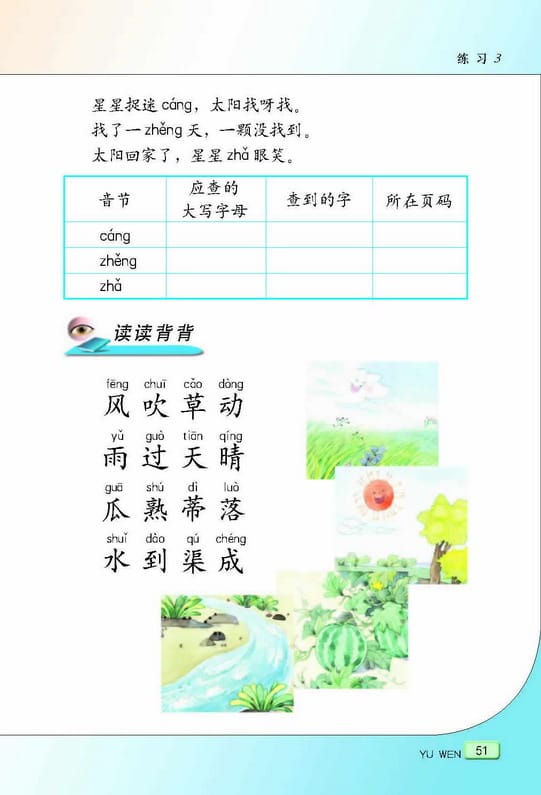 练习 3
星星捉迷 cáng，太阳找呀找。
找了一 zhěng 天，一颗没找到。
太阳回家了，星星 zhǎ 眼笑。
音节 应查的大写字母 查到的字 所在页码
cáng
zhěng
zhǎ
读读背背
fēng chuī cǎo dòng
风吹草动
yǔ guò tiān qíng
雨过天晴
guā shú dì luò
瓜熟蒂落
shuǐ dào qú chéng
水到渠成
YU WEN 51